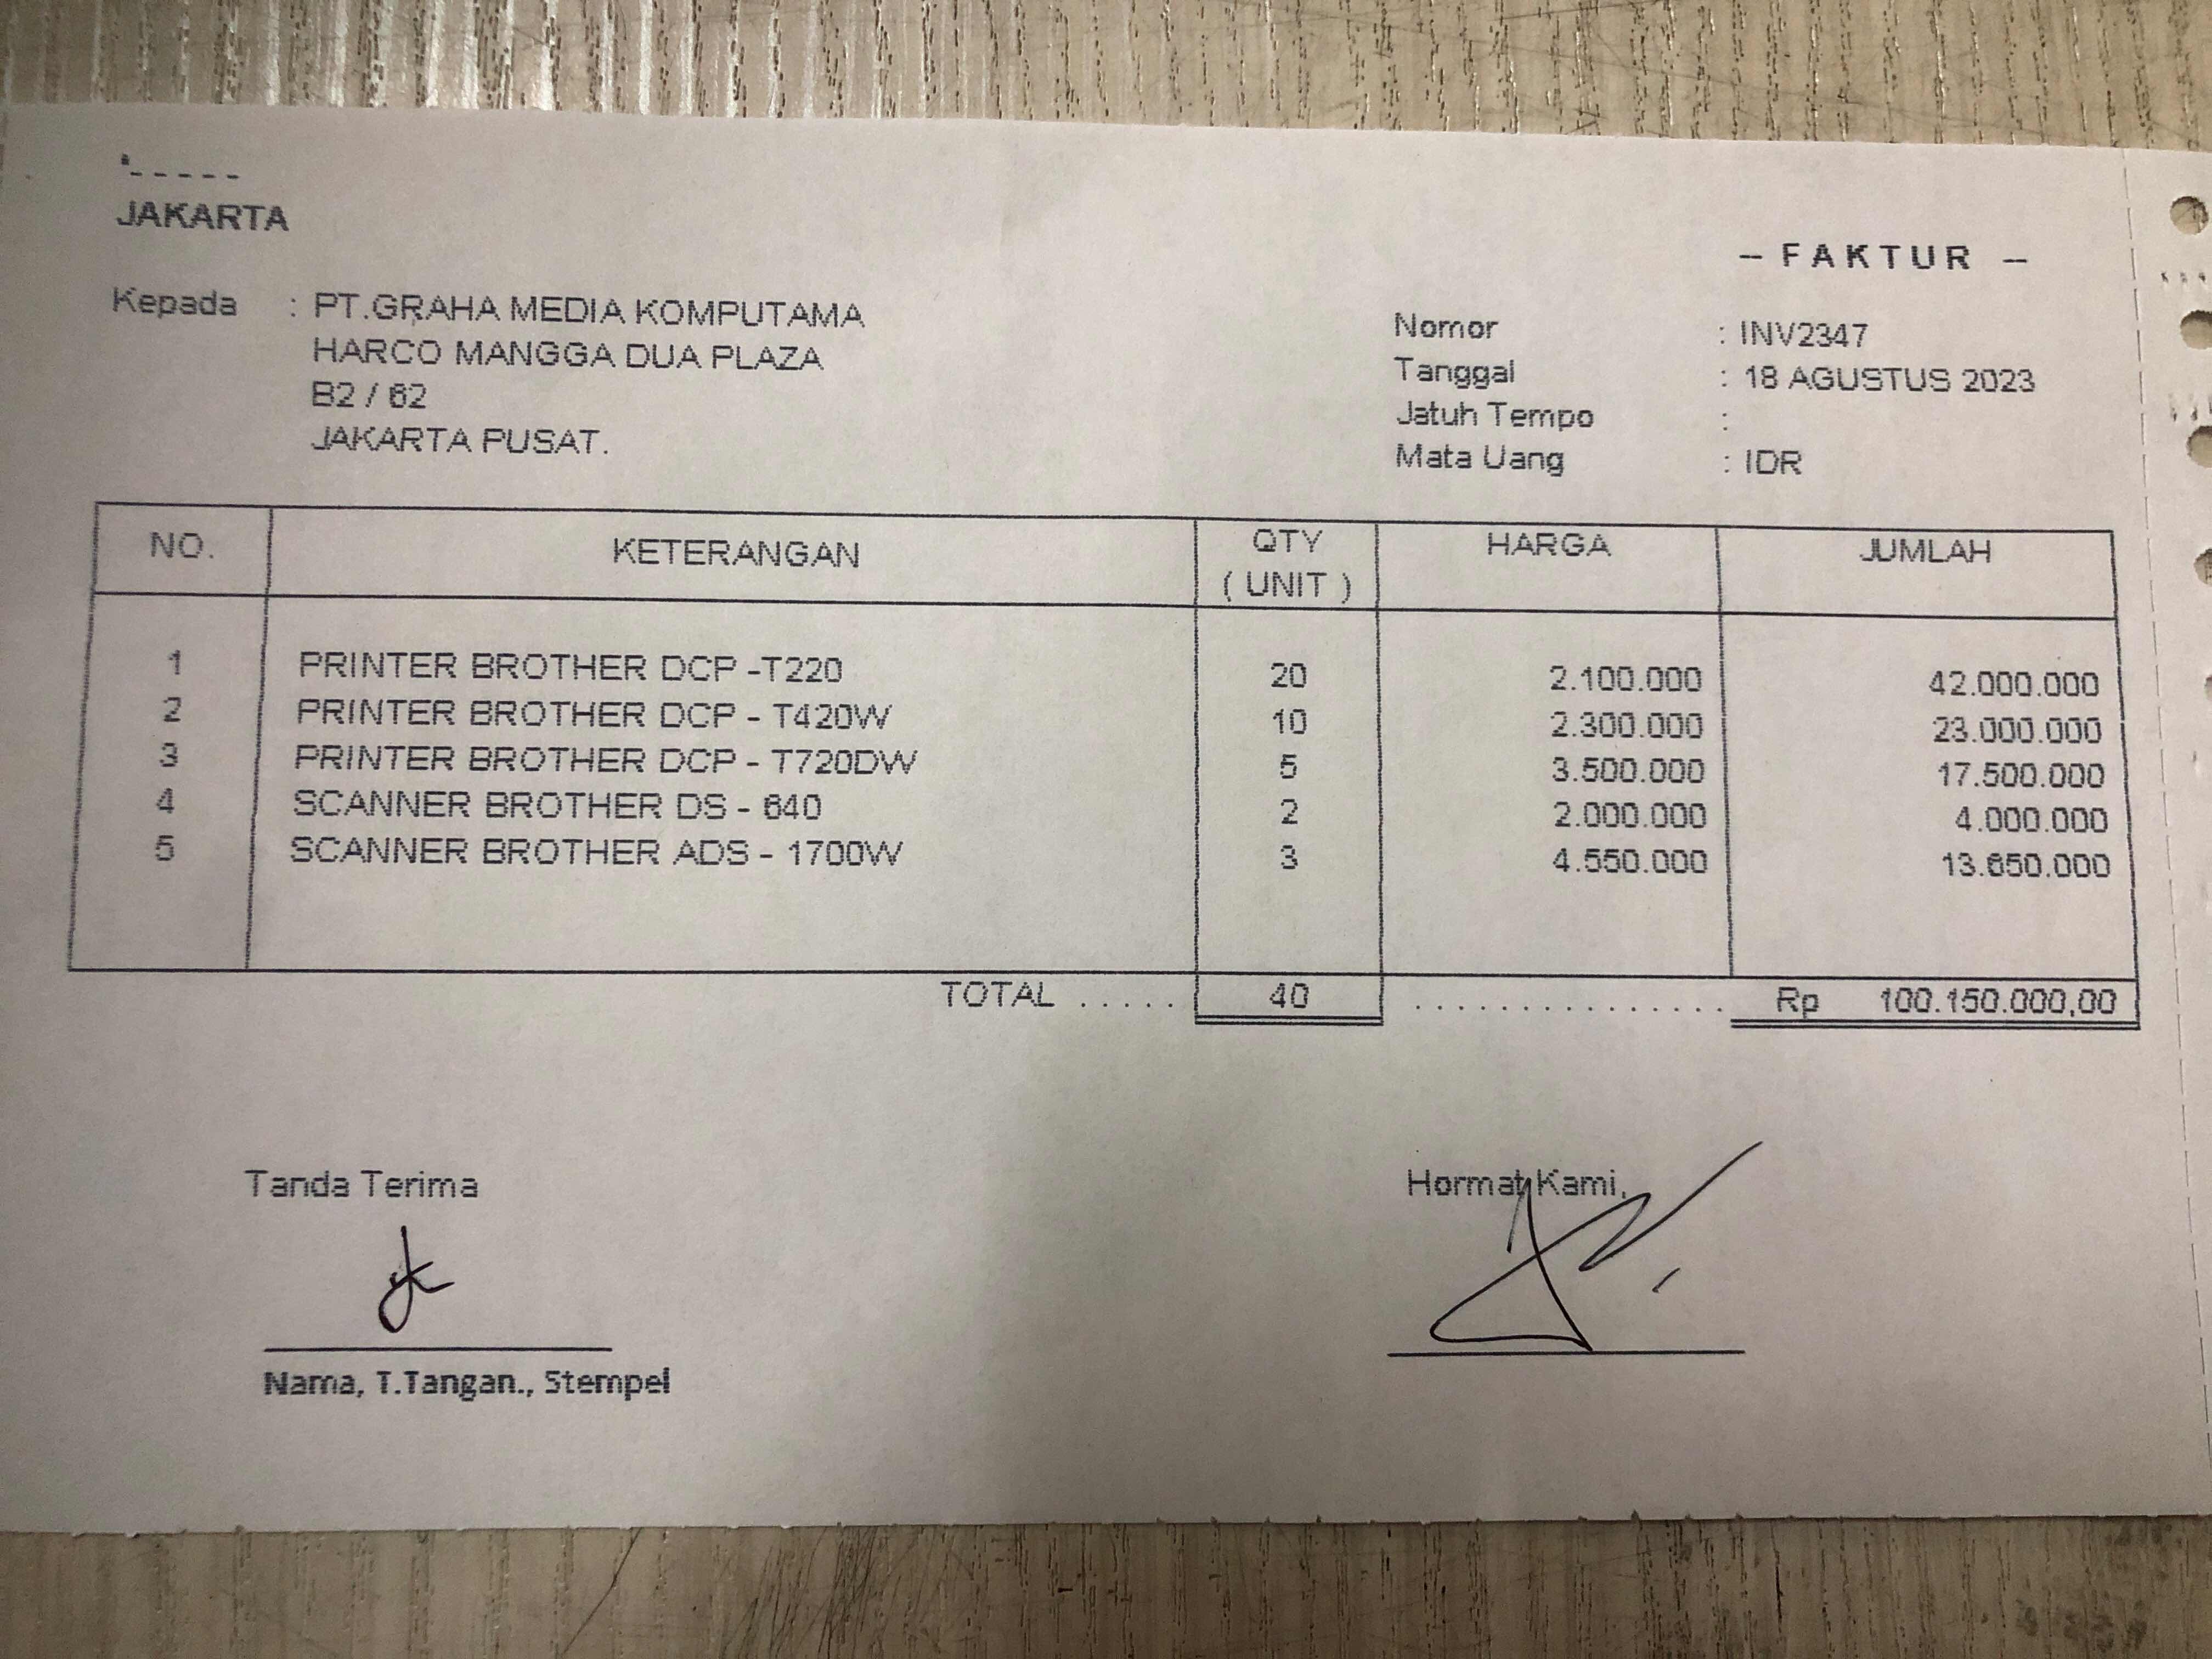 JAKARTA
-- FAKTUR --
Kepada : PT.GRAHA MEDIA KOMPUTAMA
HARCO MANGGA DUA PLAZA
B2 / 62
JAKARTA PUSAT.
Nomor : INV2347
Tanggal : 18 AGUSTUS 2023
Jatuh Tempo :
Mata Uang : IDR
NO. KETERANGAN QTY ( UNIT ) HARGA JUMLAH
1 PRINTER BROTHER DCP -T220 20 2.100.000 42.000.000
2 PRINTER BROTHER DCP - T420W 10 2.300.000 23.000.000
3 PRINTER BROTHER DCP - T720DW 5 3.500.000 17.500.000
4 SCANNER BROTHER DS - 640 2 2.000.000 4.000.000
5 SCANNER BROTHER ADS - 1700W 3 4.550.000 13.650.000
TOTAL ..... 40 ............... Rp 100.150.000,00
Tanda Terima
Hormat Kami,
Nama, T.Tangan., Stempel